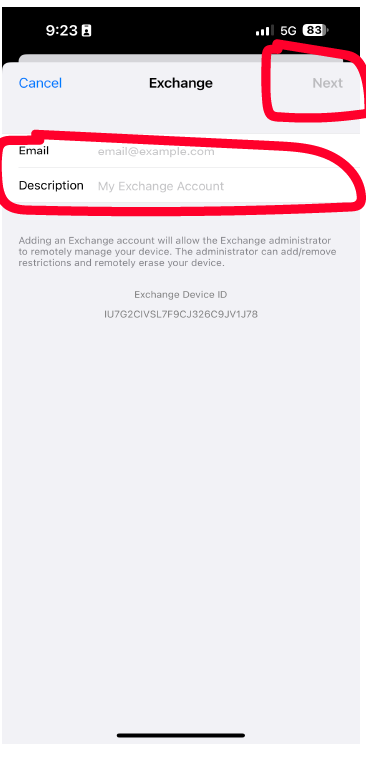 9:23 5G 83
Cancel Exchange Next
Email email@example.com
Description My Exchange Account
Adding an Exchange account will allow the Exchange administrator
to remotely manage your device. The administrator can add/remove
restrictions and remotely erase your device.
Exchange Device ID
IU7G2CIVSL7F9CJ326C9JV1J78